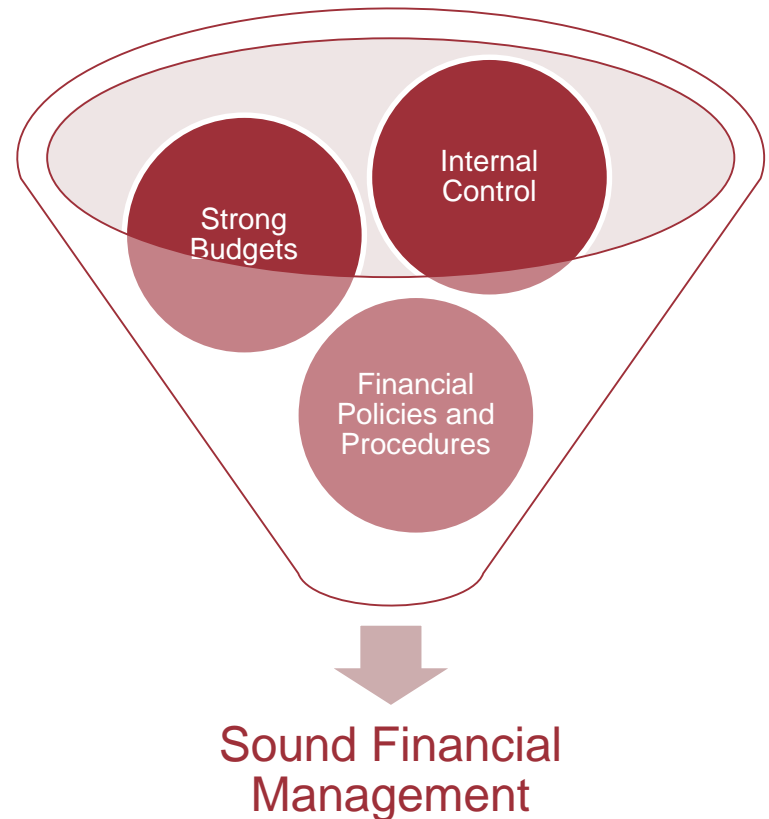 Internal
Control
Strong
Budgets
Financial
Policies and
Procedures
Sound Financial
Management